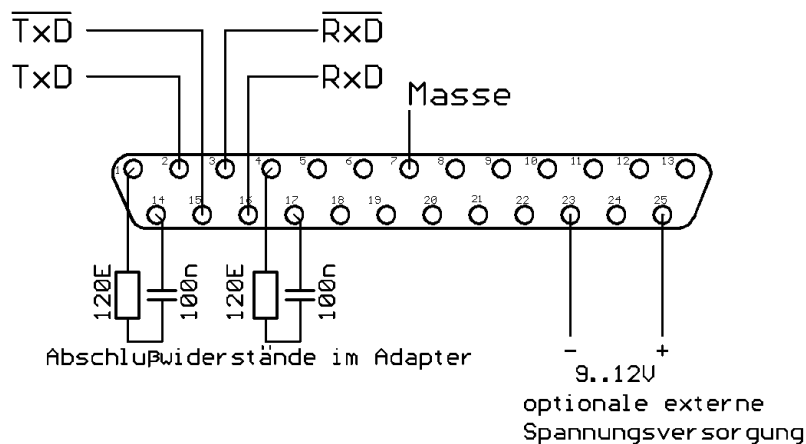 T̅x̅D̅ R̅x̅D̅
TxD RxD
Masse
1 2 3 4 5 6 7 8 9 10 11 12 13
14 15 16 17 18 19 20 21 22 23 24 25
120E 100n 120E 100n
Abschlußwiderstände im Adapter
- +
9..12V
optionale externe
Spannungsversorgung